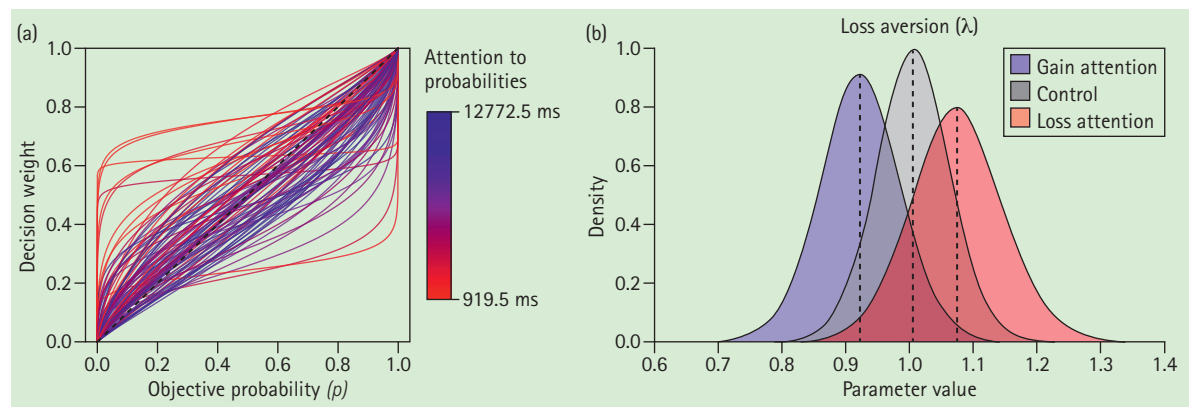 (a)
1.0
0.8
0.6
0.4
0.2
0.0
Decision weight
0.0 0.2 0.4 0.6 0.8 1.0
Objective probability (p)
Attention to
probabilities
12772.5 ms
919.5 ms
(b)
Loss aversion (λ)
1.0
0.8
0.6
0.4
0.2
0.0
Density
Gain attention
Control
Loss attention
0.6 0.7 0.8 0.9 1.0 1.1 1.2 1.3 1.4
Parameter value